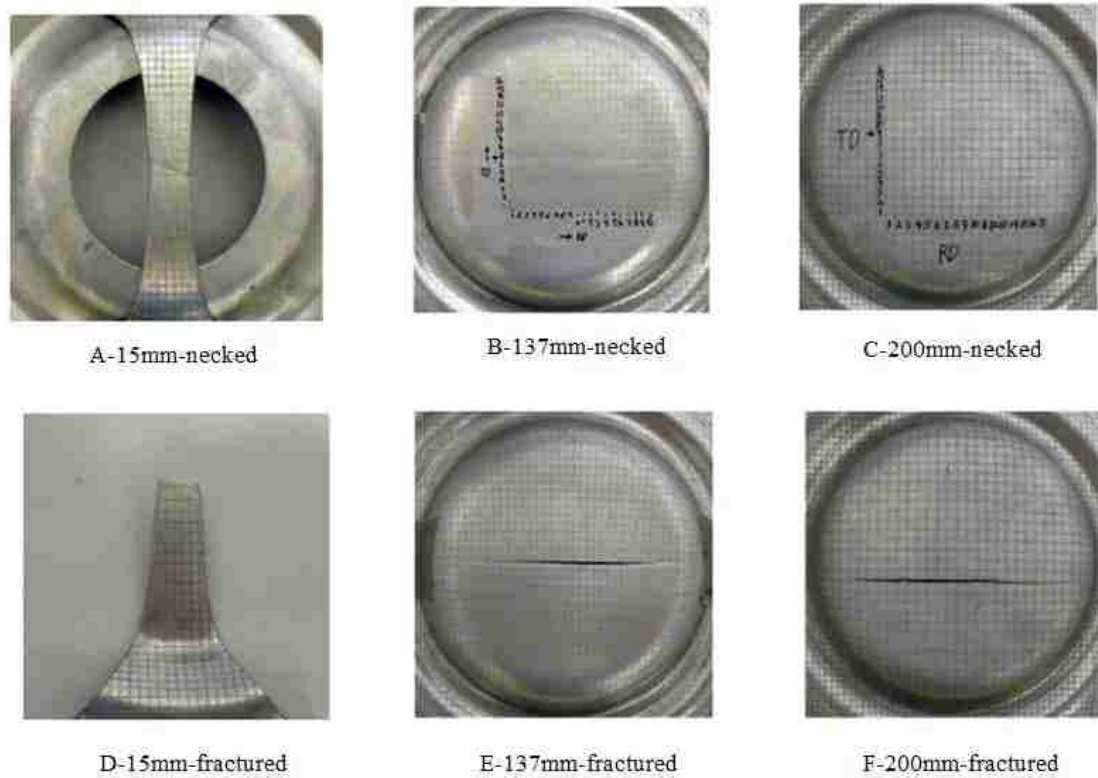 TD
RD
A-15mm-necked
B-137mm-necked
C-200mm-necked
D-15mm-fractured
E-137mm-fractured
F-200mm-fractured